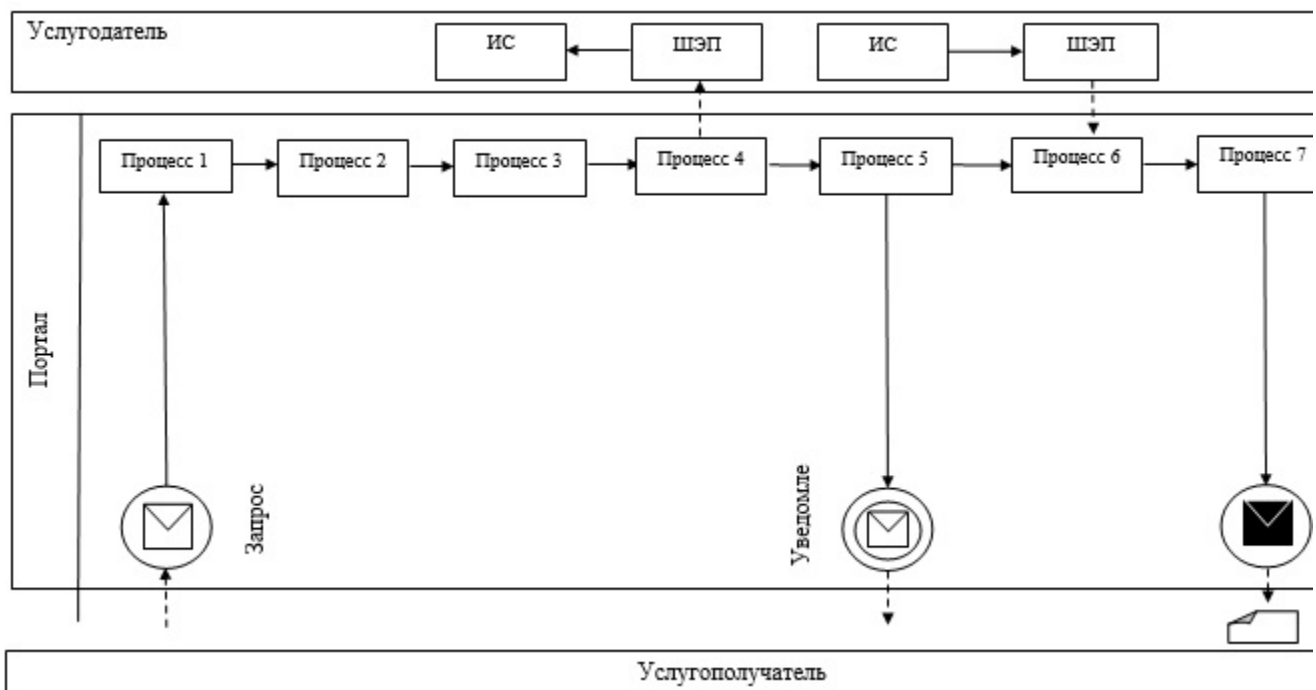 Услугодатель
ИС
ШЭП
ИС
ШЭП
Процесс 1
Процесс 2
Процесс 3
Процесс 4
Процесс 5
Процесс 6
Процесс 7
Портал
Запрос
Уведомле
Услугополучатель